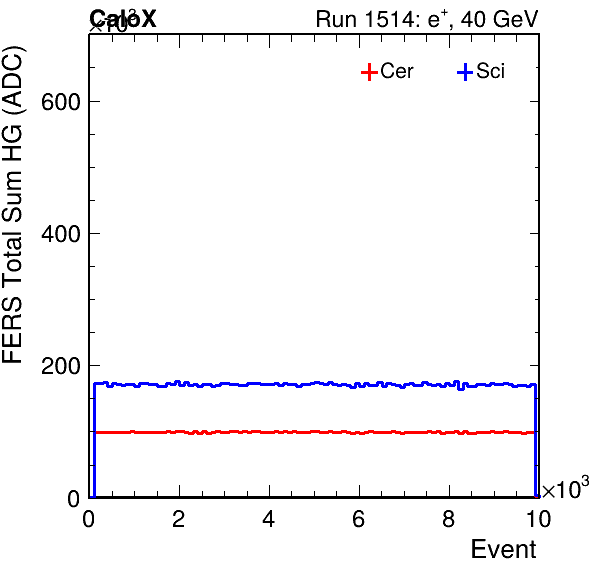 CaloX
×10³
Run 1514: e⁺, 40 GeV
Cer
Sci
FERS Total Sum HG (ADC)
600
400
200
0
0 2 4 6 8 10
×10³
Event